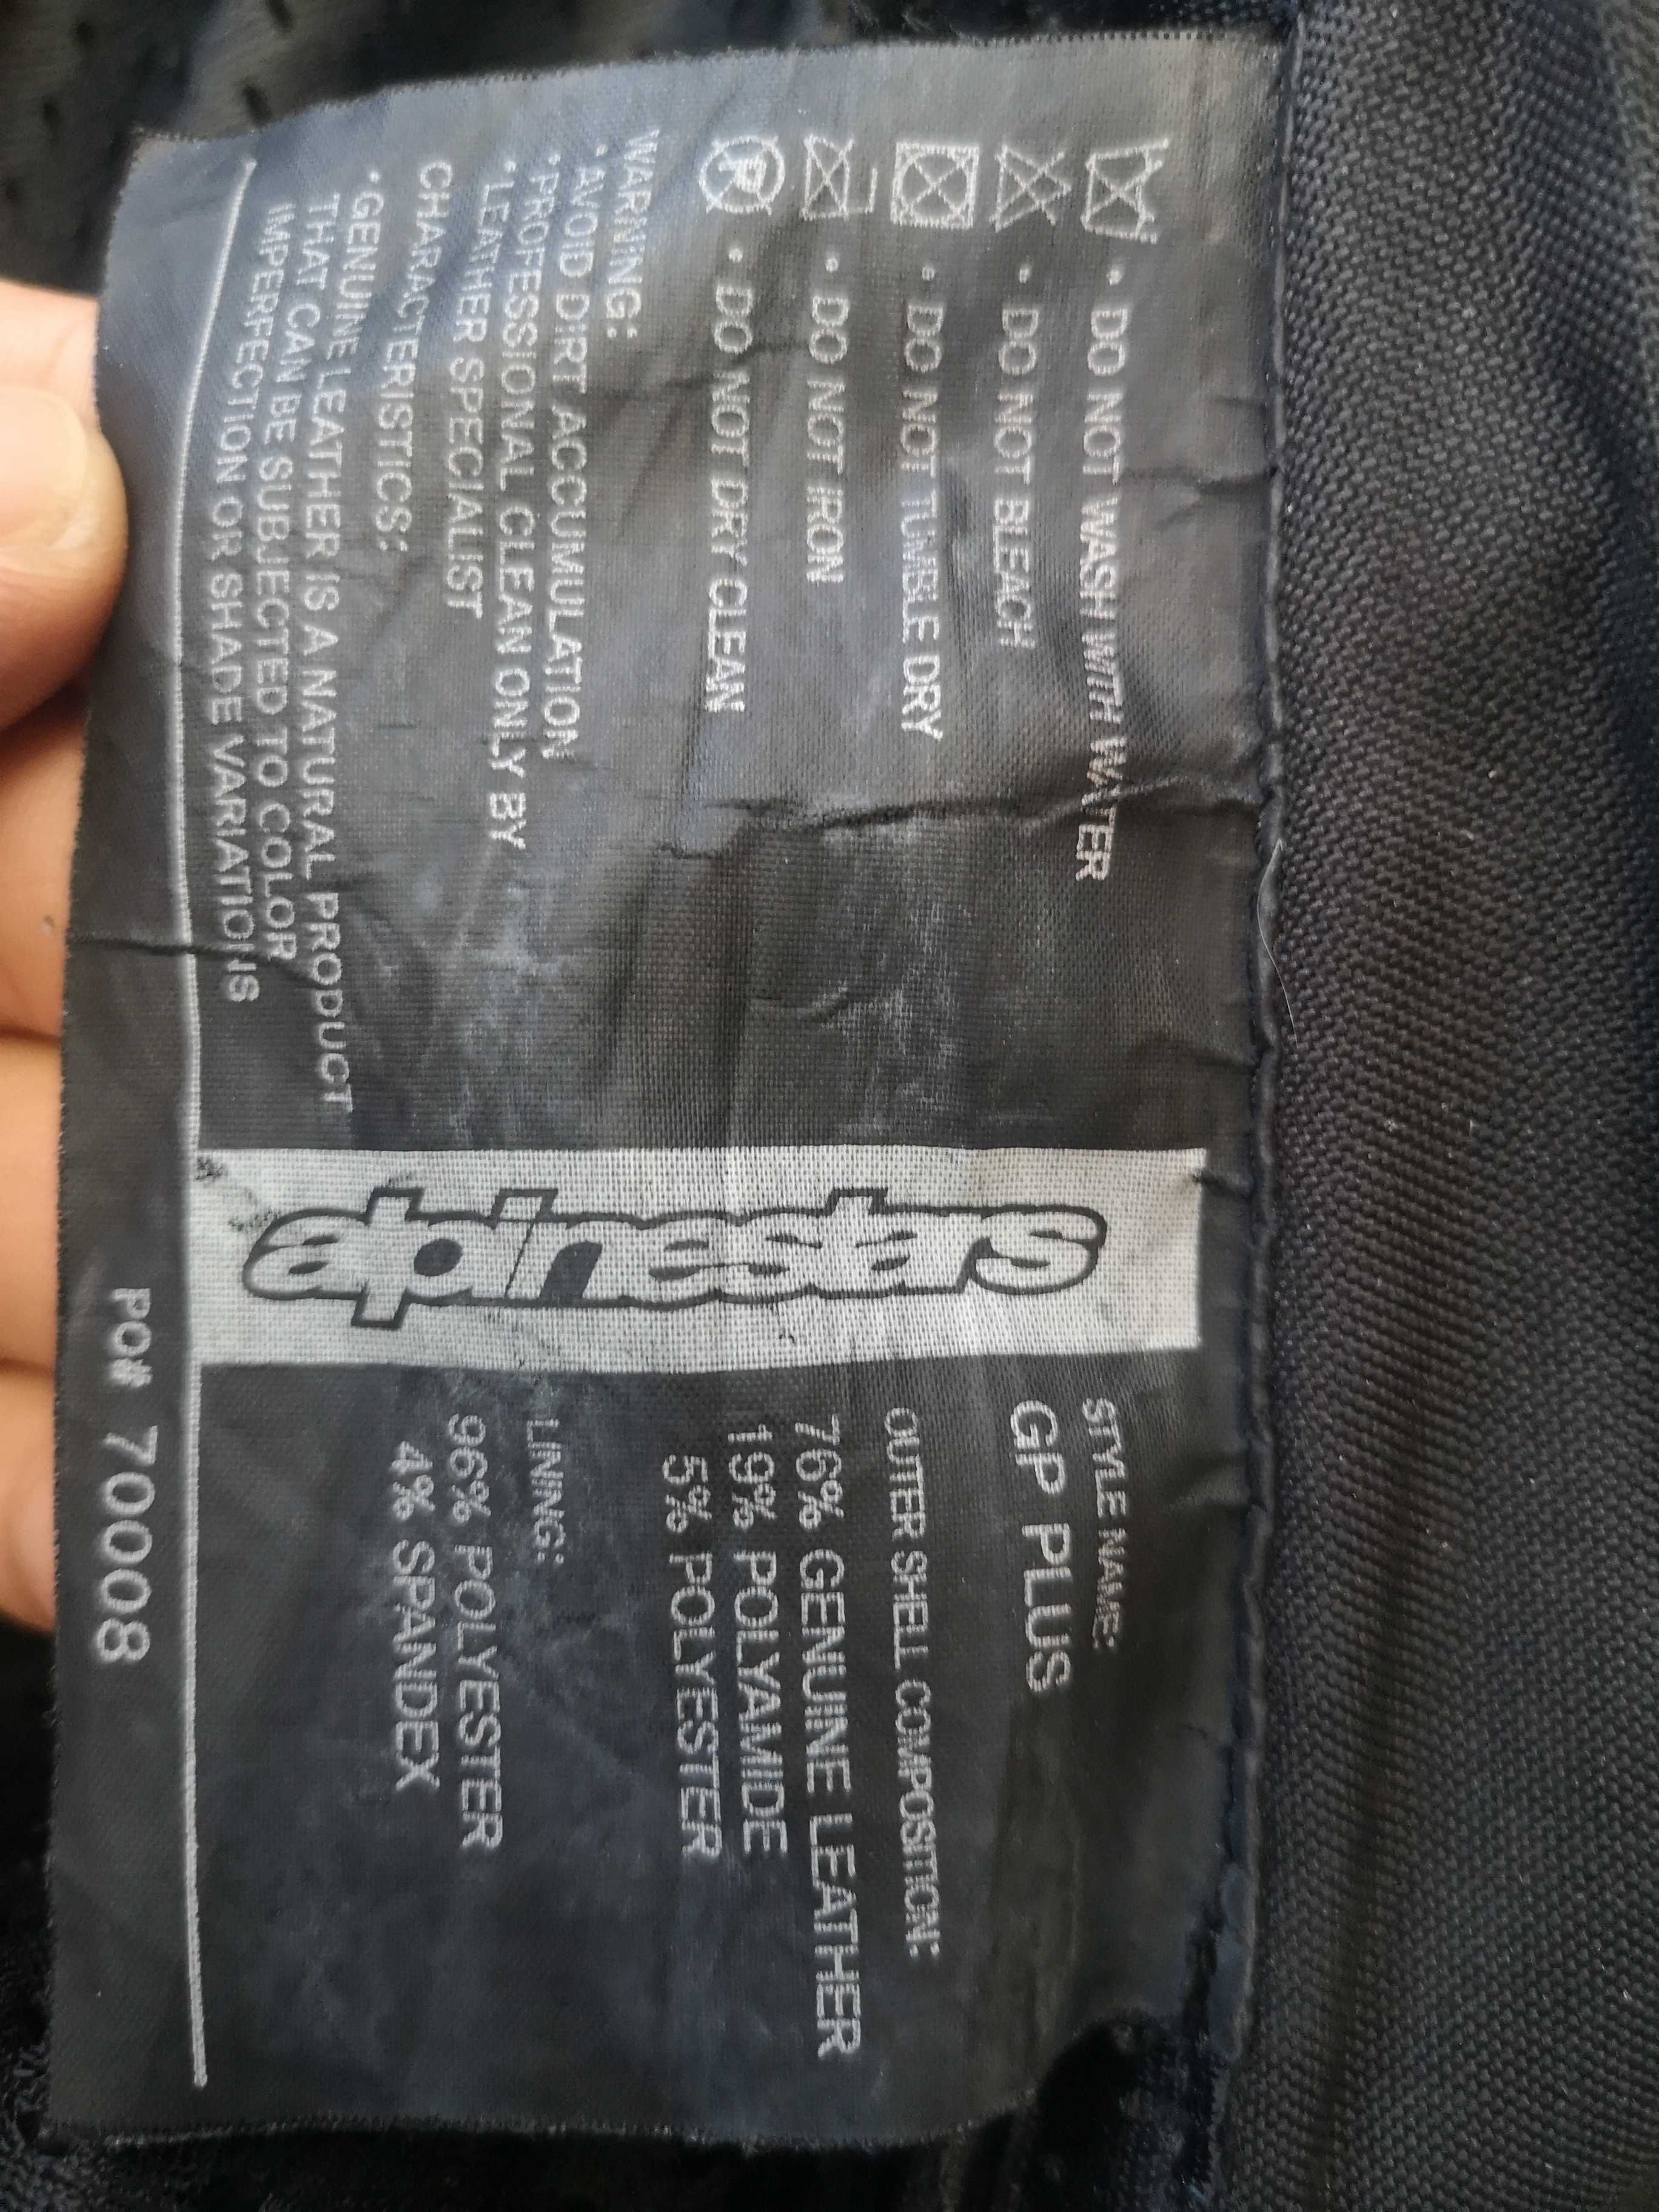 • DO NOT WASH WITH WATER
• DO NOT BLEACH
• DO NOT TUMBLE DRY
• DO NOT IRON
P • DO NOT DRY CLEAN
WARNING:
• AVOID DIRT ACCUMULATION
• PROFESSIONAL CLEAN ONLY BY
• LEATHER SPECIALIST
CHARACTERISTICS:
• GENUINE LEATHER IS A NATURAL PRODUCT
THAT CAN BE SUBJECTED TO COLOR
IMPERFECTION OR SHADE VARIATIONS
alpinestars
STYLE NAME:
GP PLUS
OUTER SHELL COMPOSITION:
76% GENUINE LEATHER
19% POLYAMIDE
5% POLYESTER
LINING:
96% POLYESTER
4% SPANDEX
PO# 70008